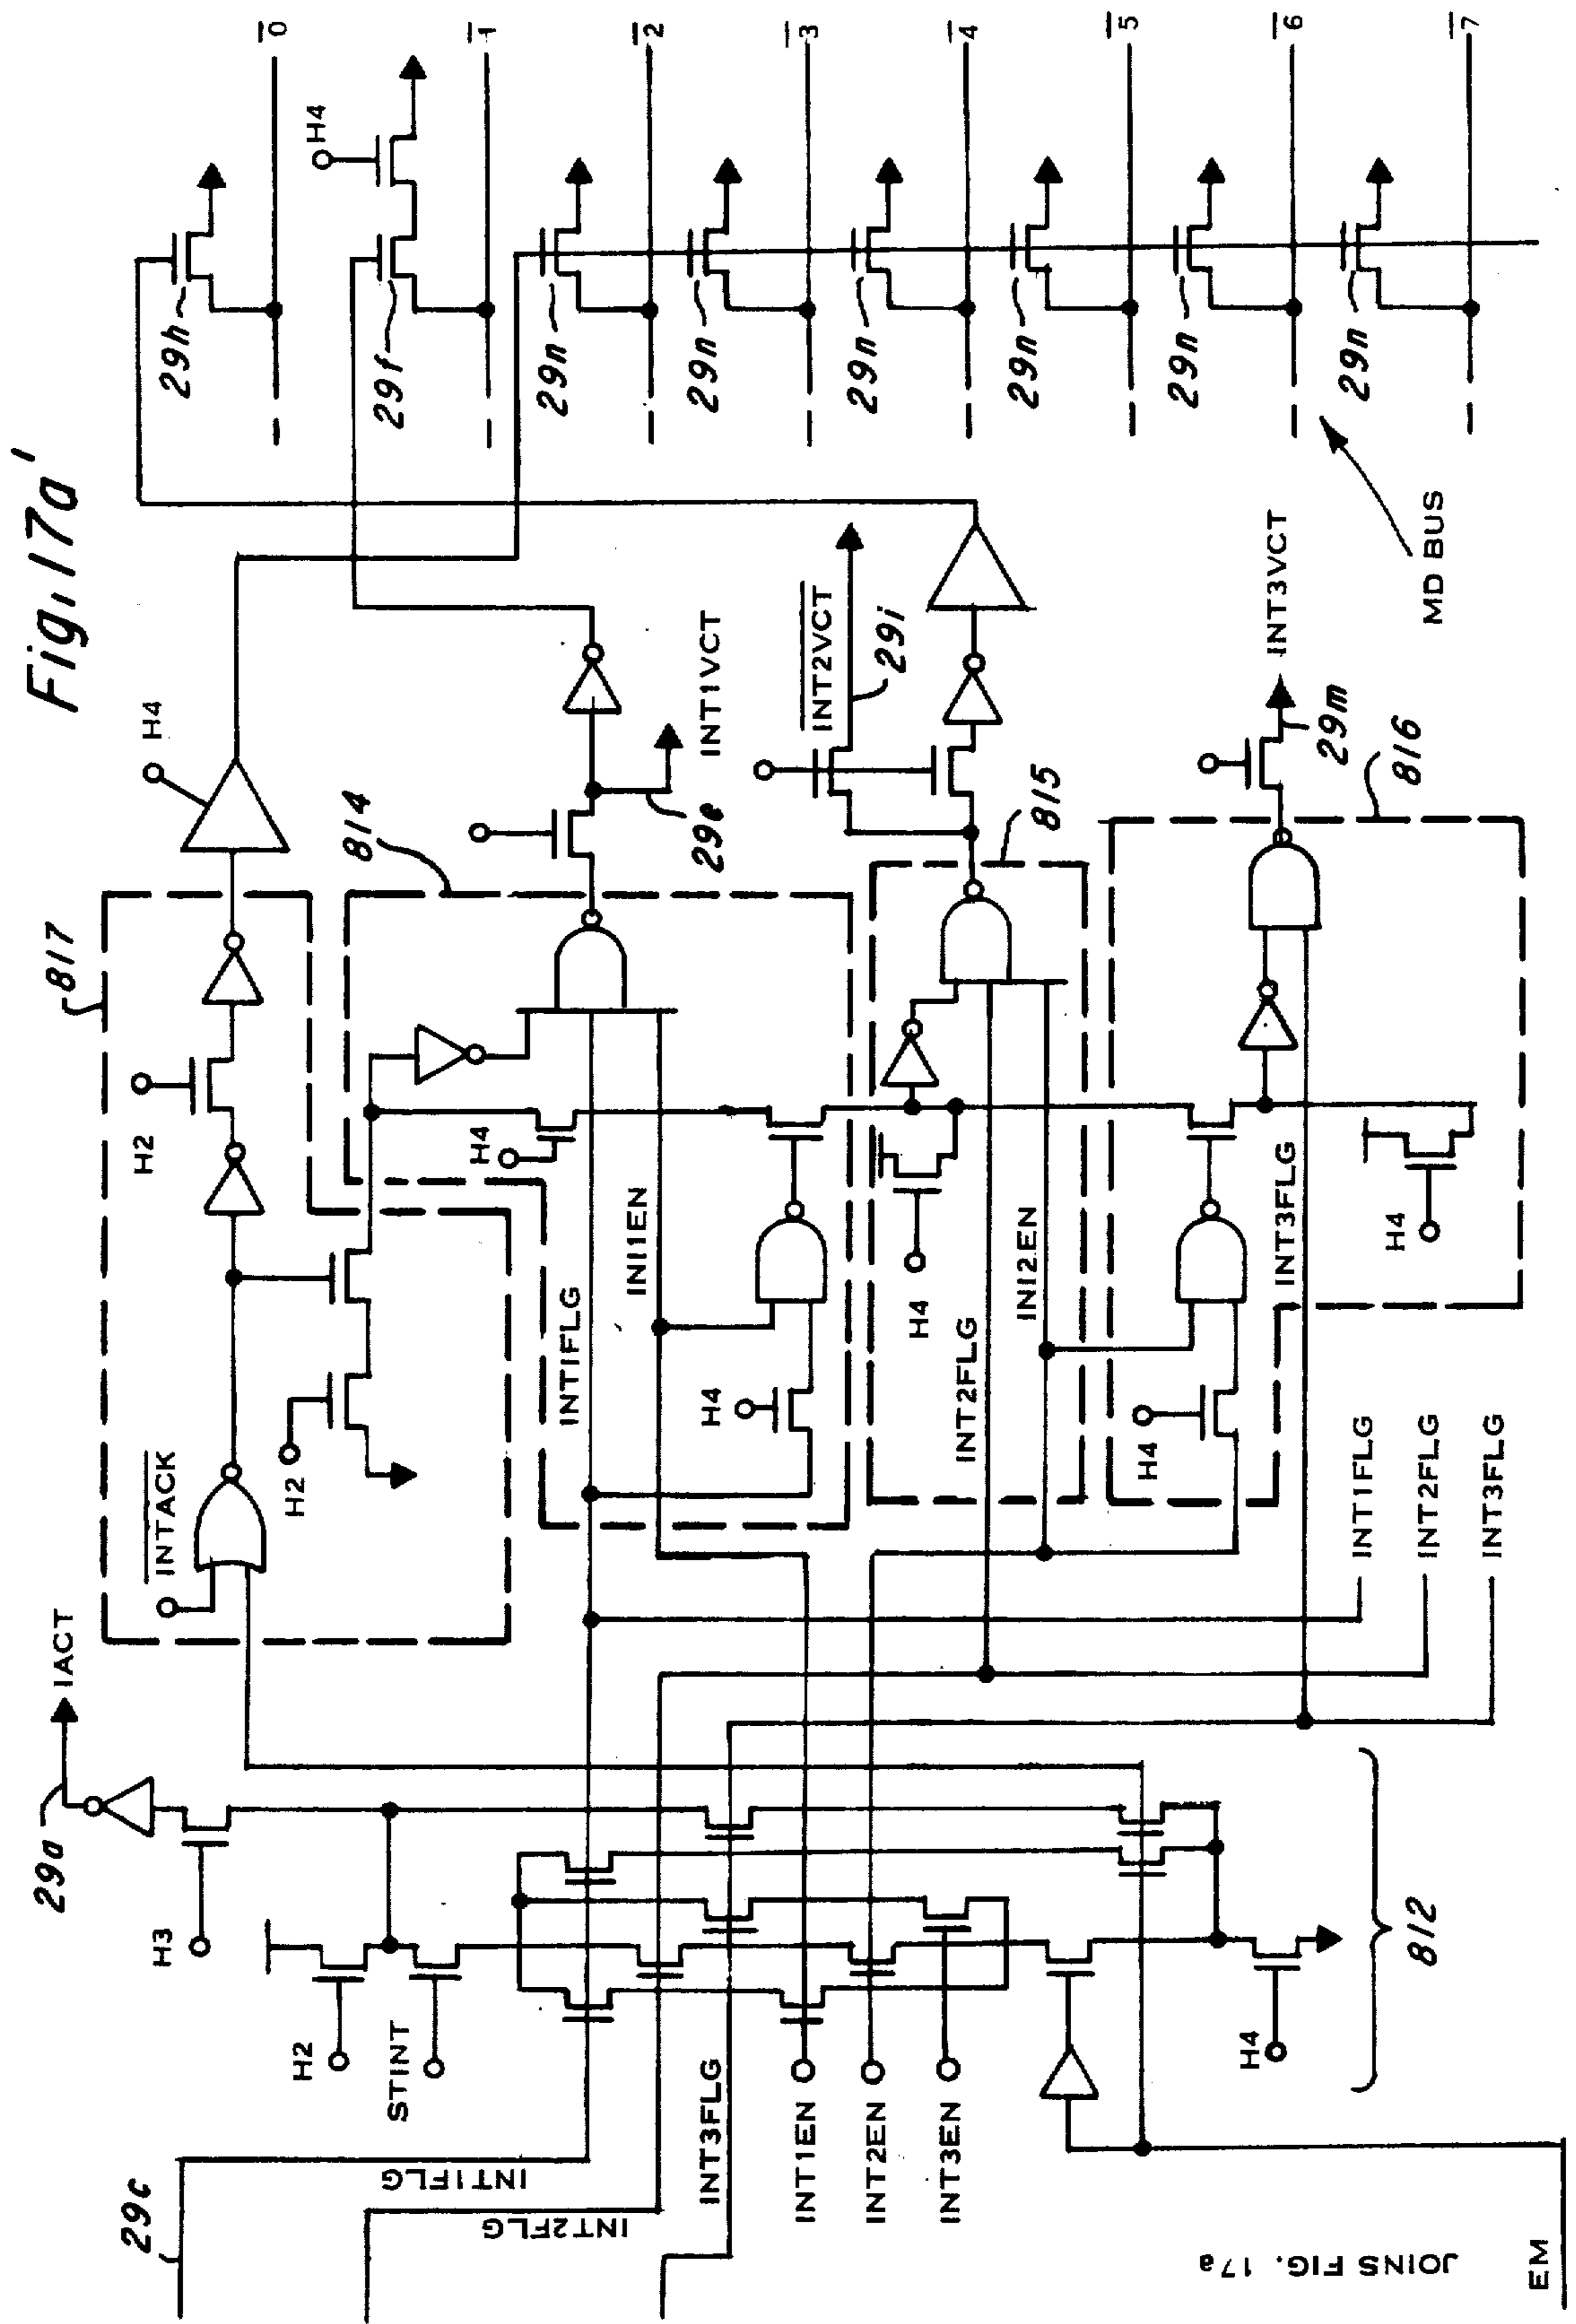 Fig. 17a'
29c
29a
IACT
817
INTACK
H2
H2
H4
29h
0
H3
H2
STINT
INT1FLG
INT2FLG
814
H4
29f
H4
1
INT1FLG
INI1EN
H4
H4
29e
INT1VCT
29n
2
INT3FLG
INT1EN
INT2EN
INT3EN
INT2VCT
29i
29n
3
H4
INT2FLG
INI2EN
815
29n
4
H4
INT3FLG
H4
INT3VCT
29m
816
29n
5
29n
6
29n
7
H4
812
INT1FLG
INT2FLG
INT3FLG
MD BUS
JOINS FIG. 17a
EM